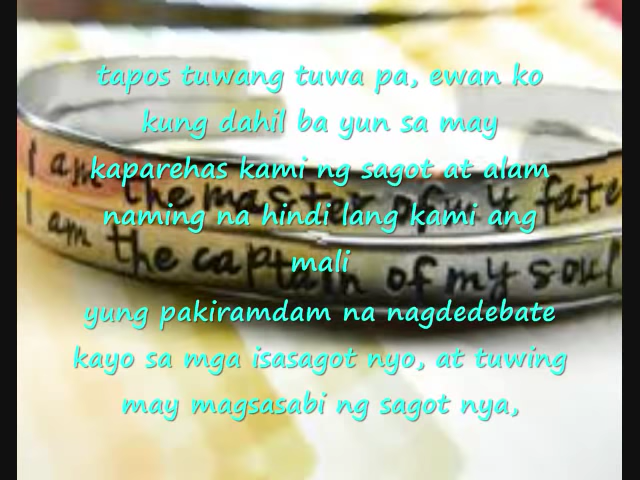 tapos tuwang tuwa pa, ewan ko
kung dahil ba yun sa may
kaparehas kami ng sagot at alam
naming na hindi lang kami ang
mali
yung pakiramdam na nagdedebate
kayo sa mga isasagot nyo, at tuwing
may magsasabi ng sagot nya,
I am the master of my fate
I am the captain of my soul